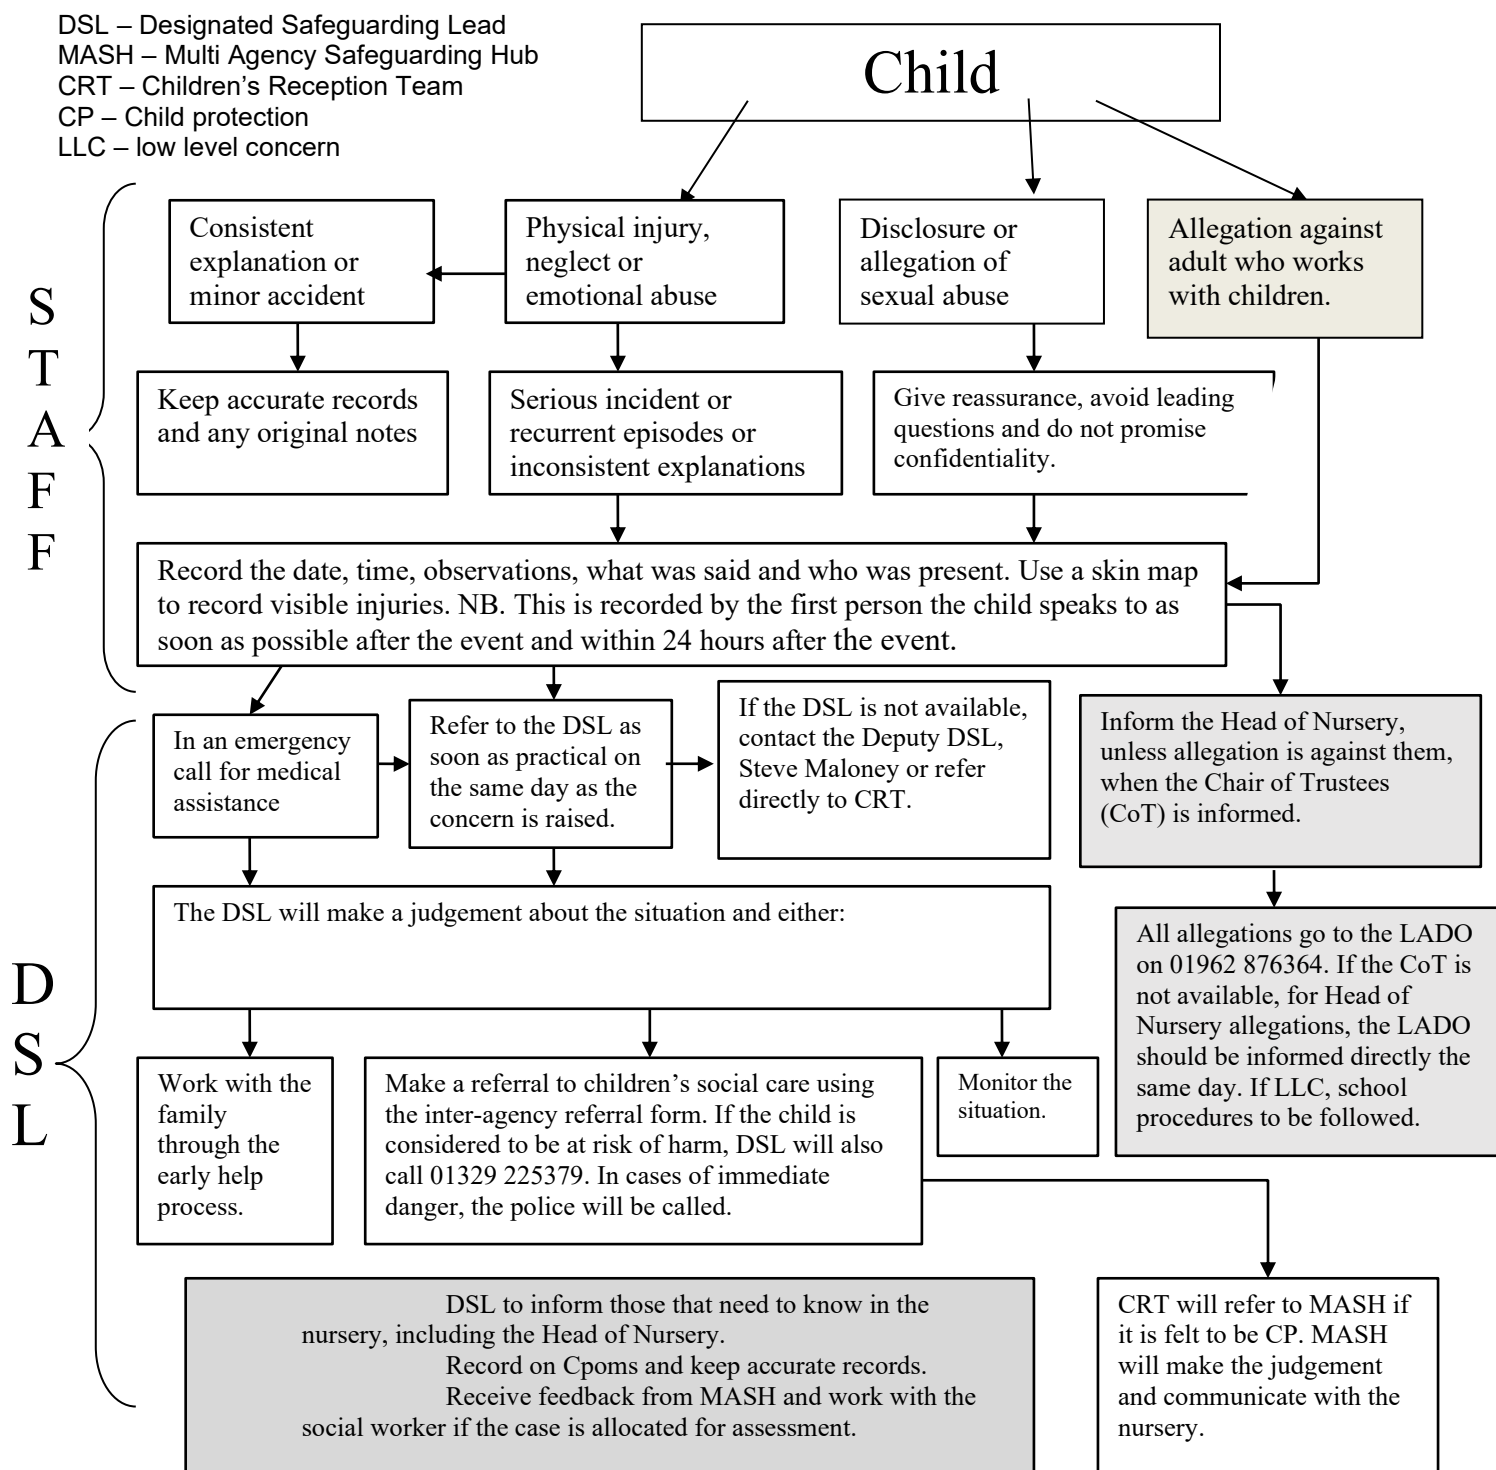 DSL – Designated Safeguarding Lead
MASH – Multi Agency Safeguarding Hub
CRT – Children’s Reception Team
CP – Child protection
LLC – low level concern
Child
S
T
A
F
F
Consistent
explanation or
minor accident
Physical injury,
neglect or
emotional abuse
Disclosure or
allegation of
sexual abuse
Allegation against
adult who works
with children.
Keep accurate records
and any original notes
Serious incident or
recurrent episodes or
inconsistent explanations
Give reassurance, avoid leading
questions and do not promise
confidentiality.
Record the date, time, observations, what was said and who was present. Use a skin map
to record visible injuries. NB. This is recorded by the first person the child speaks to as
soon as possible after the event and within 24 hours after the event.
D
S
L
In an emergency
call for medical
assistance
Refer to the DSL as
soon as practical on
the same day as the
concern is raised.
If the DSL is not available,
contact the Deputy DSL,
Steve Maloney or refer
directly to CRT.
Inform the Head of Nursery,
unless allegation is against them,
when the Chair of Trustees
(CoT) is informed.
The DSL will make a judgement about the situation and either:
All allegations go to the LADO
on 01962 876364. If the CoT is
not available, for Head of
Nursery allegations, the LADO
should be informed directly the
same day. If LLC, school
procedures to be followed.
Work with the
family
through the
early help
process.
Make a referral to children’s social care using
the inter-agency referral form. If the child is
considered to be at risk of harm, DSL will also
call 01329 225379. In cases of immediate
danger, the police will be called.
Monitor the
situation.
DSL to inform those that need to know in the
nursery, including the Head of Nursery.
Record on Cpoms and keep accurate records.
Receive feedback from MASH and work with the
social worker if the case is allocated for assessment.
CRT will refer to MASH if
it is felt to be CP. MASH
will make the judgement
and communicate with the
nursery.